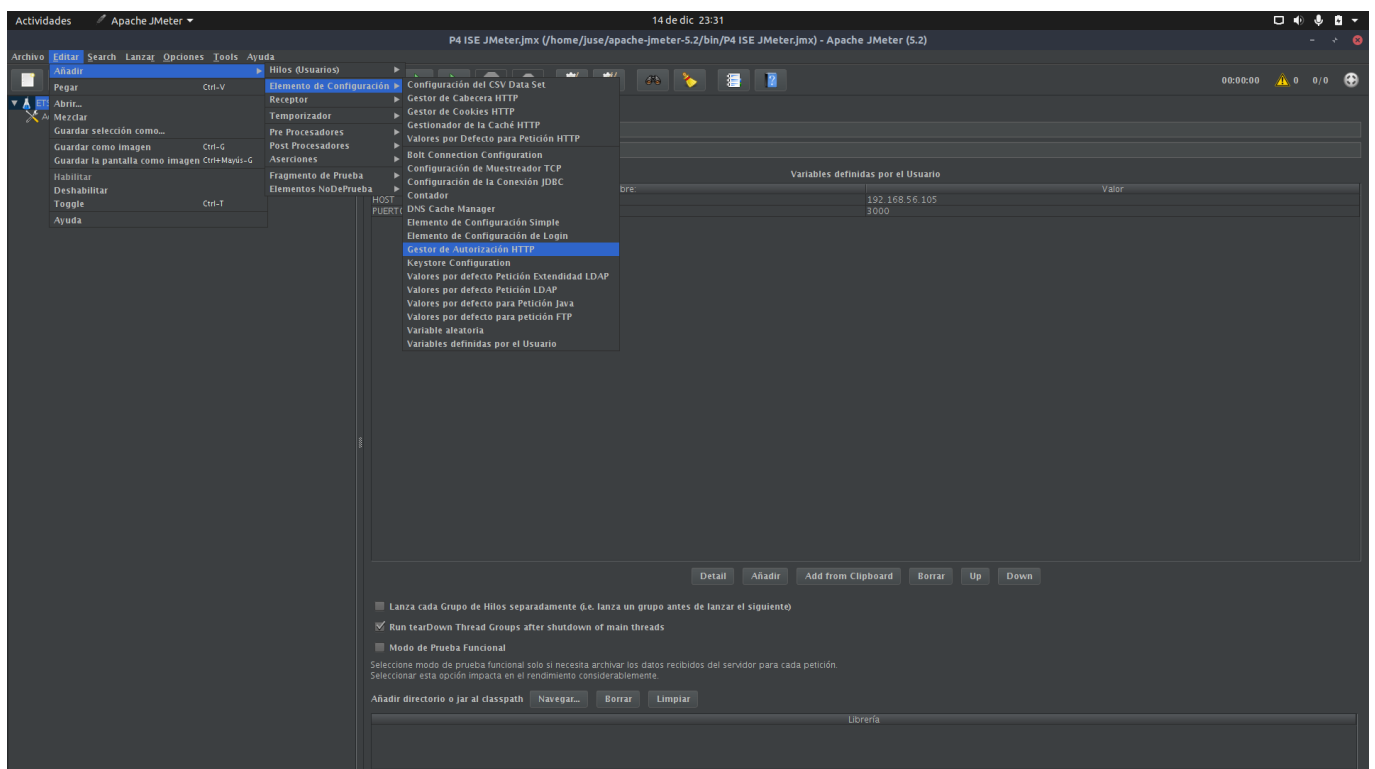 Actividades Apache JMeter 14 de dic 23:31
P4 ISE JMeter.jmx (/home/juse/apache-jmeter-5.2/bin/P4 ISE JMeter.jmx) - Apache JMeter (5.2)
Archivo Editar Search Lanzar Opciones Tools Ayuda
00:00:00 0 0/0
Añadir
Pegar Ctrl-V
Abrir...
Mezclar
Guardar selección como...
Guardar como imagen Ctrl-G
Guardar la pantalla como imagen Ctrl+Mayús-G
Habilitar
Deshabilitar
Toggle Ctrl-T
Ayuda
Hilos (Usuarios)
Elemento de Configuración
Receptor
Temporizador
Pre Procesadores
Post Procesadores
Aserciones
Fragmento de Prueba
Elementos NoDePrueba
Configuración del CSV Data Set
Gestor de Cabecera HTTP
Gestor de Cookies HTTP
Gestionador de la Caché HTTP
Valores por Defecto para Petición HTTP
Bolt Connection Configuration
Configuración de Muestreador TCP
Configuración de la Conexión JDBC
Contador
DNS Cache Manager
Elemento de Configuración Simple
Elemento de Configuración de Login
Gestor de Autorización HTTP
Keystore Configuration
Valores por defecto Petición Extendidad LDAP
Valores por defecto Petición LDAP
Valores por defecto para Petición Java
Valores por defecto para petición FTP
Variable aleatoria
Variables definidas por el Usuario
Variables definidas por el Usuario
bre: Valor
HOST 192.168.56.105
PUERTO 3000
Detail Añadir Add from Clipboard Borrar Up Down
Lanza cada Grupo de Hilos separadamente (i.e. lanza un grupo antes de lanzar el siguiente)
Run tearDown Thread Groups after shutdown of main threads
Modo de Prueba Funcional
Seleccione modo de prueba funcional solo si necesita archivar los datos recibidos del servidor para cada petición.
Seleccionar esta opción impacta en el rendimiento considerablemente.
Añadir directorio o jar al classpath Navegar... Borrar Limpiar
Librería